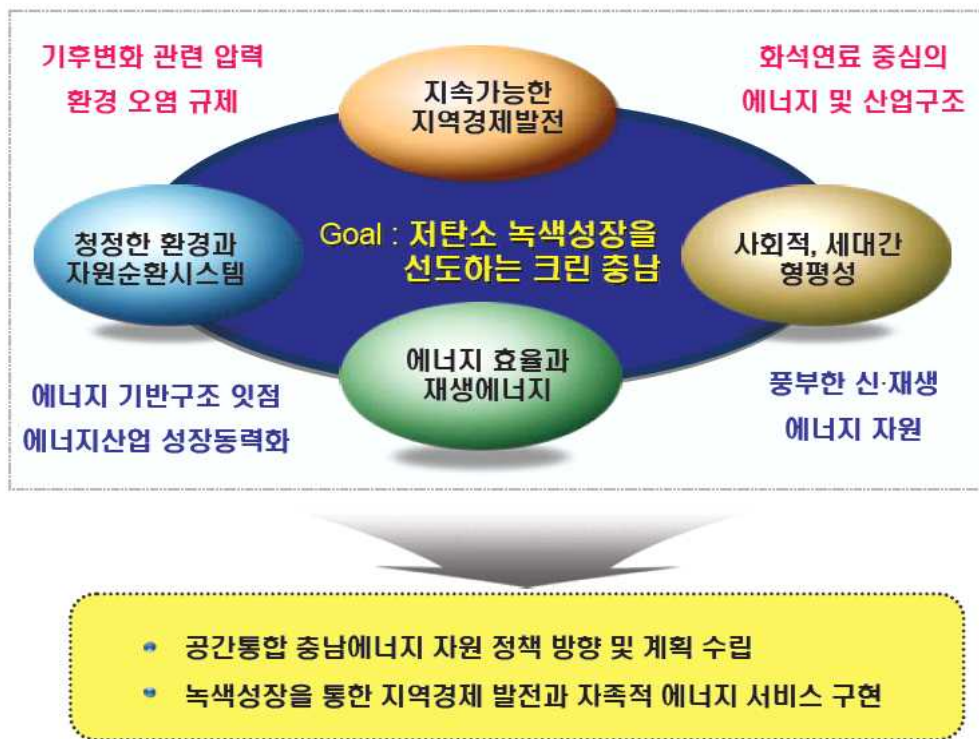 기후변화 관련 압력
환경 오염 규제
지속가능한
지역경제발전
화석연료 중심의
에너지 및 산업구조
청정한 환경과
자원순환시스템
Goal : 저탄소 녹색성장을
선도하는 크린 충남
사회적, 세대간
형평성
에너지 효율과
재생에너지
에너지 기반구조 잇점
에너지산업 성장동력화
풍부한 신·재생
에너지 자원
공간통합 충남에너지 자원 정책 방향 및 계획 수립
녹색성장을 통한 지역경제 발전과 자족적 에너지 서비스 구현